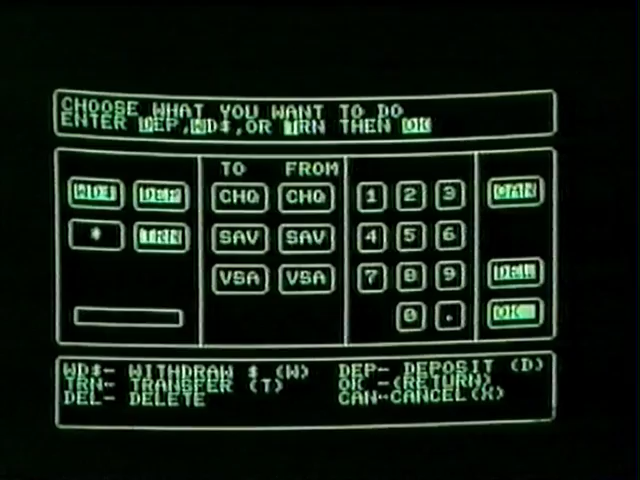 CHOOSE WHAT YOU WANT TO DO
ENTER DEP,WD$,OR TRN THEN OK
TO FROM
WD$ DEP CHQ CHQ 1 2 3 CAN
* TRN SAV SAV 4 5 6
VSA VSA 7 8 9 DEL
0 . OK
WD$- WITHDRAW $ (W) DEP- DEPOSIT (D)
TRN- TRANSFER (T) OK -(RETURN)
DEL- DELETE CAN-CANCEL(X)